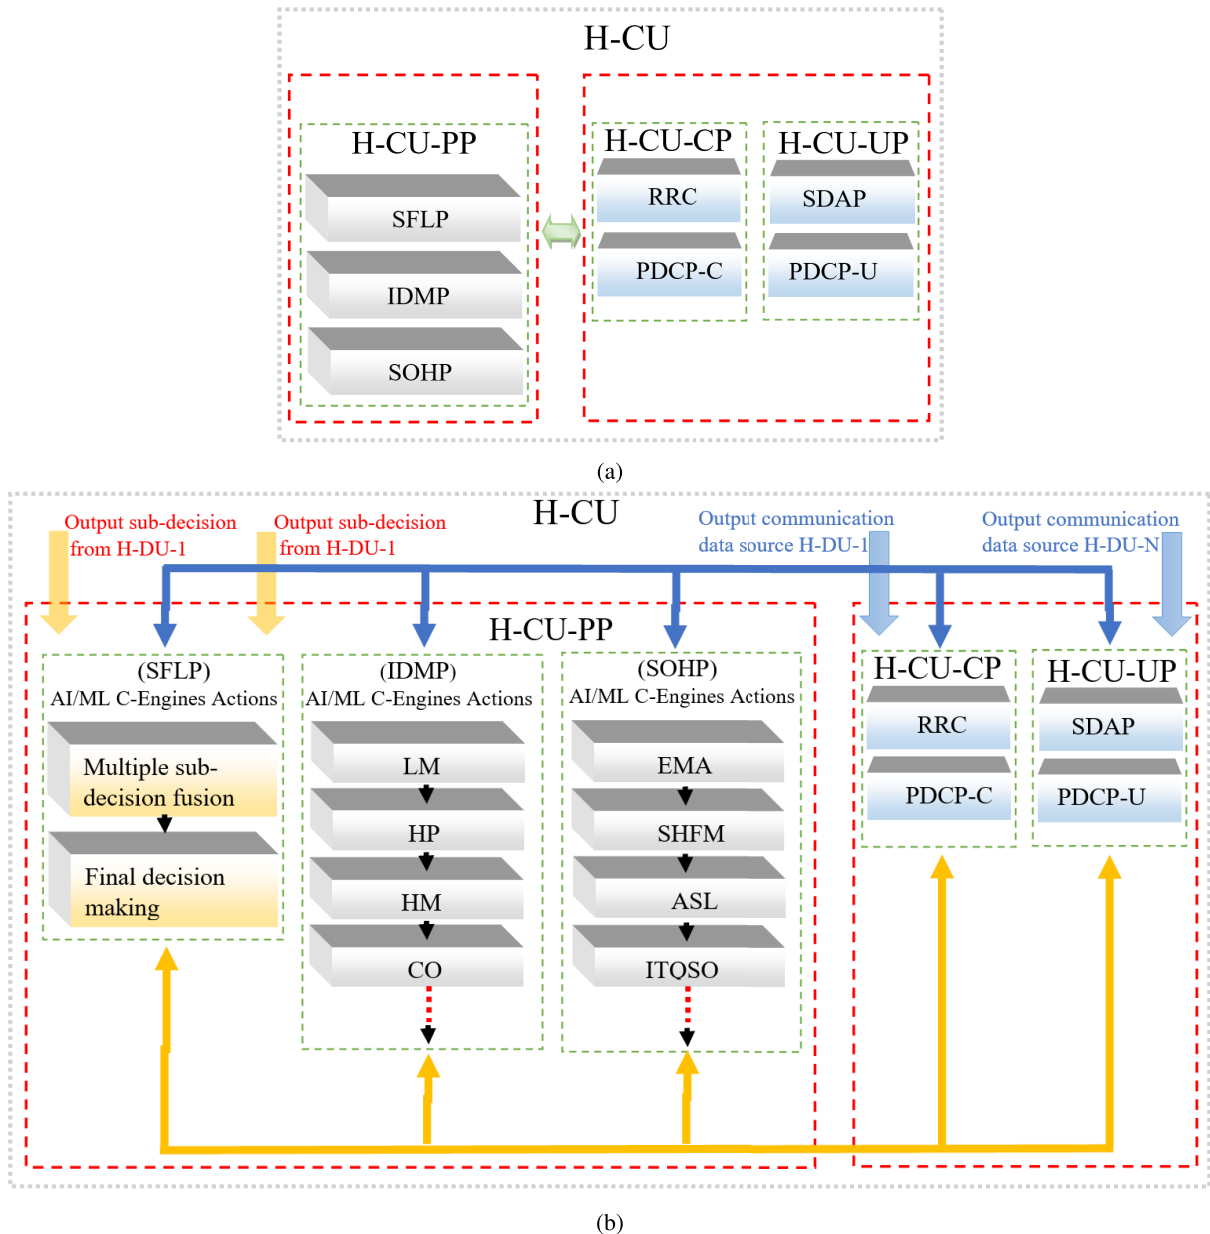 H-CU
H-CU-PP
SFLP
IDMP
SOHP
H-CU-CP
RRC
PDCP-C
H-CU-UP
SDAP
PDCP-U
(a)
H-CU
Output sub-decision
from H-DU-1
Output sub-decision
from H-DU-1
Output communication
data source H-DU-1
Output communication
data source H-DU-N
H-CU-PP
(SFLP)
AI/ML C-Engines Actions
Multiple sub-
decision fusion
Final decision
making
(IDMP)
AI/ML C-Engines Actions
LM
HP
HM
CO
(SOHP)
AI/ML C-Engines Actions
EMA
SHFM
ASL
ITQSO
H-CU-CP
RRC
PDCP-C
H-CU-UP
SDAP
PDCP-U
(b)